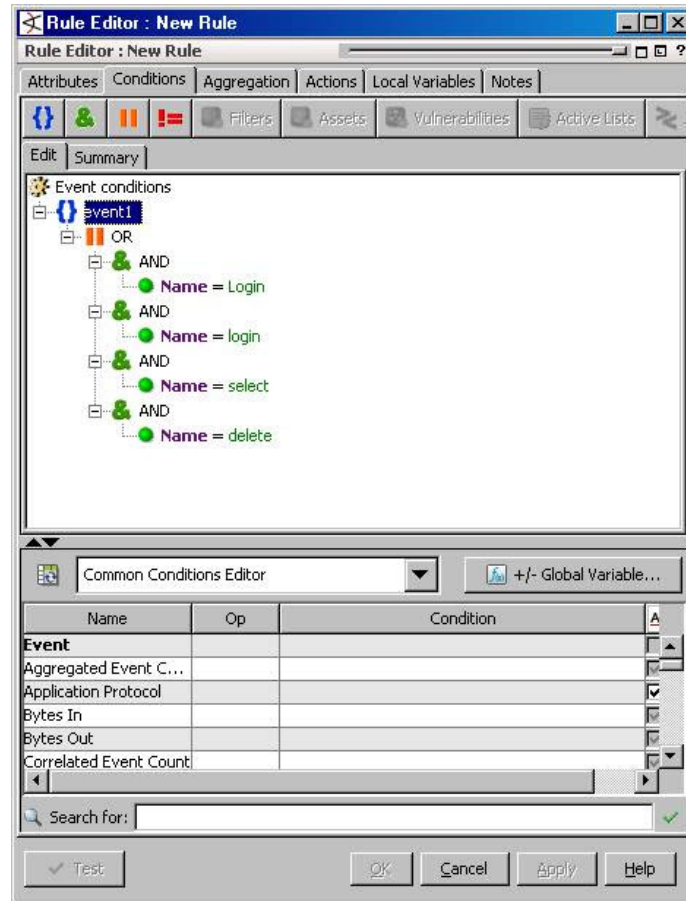 Rule Editor : New Rule
Rule Editor : New Rule ?
Attributes Conditions Aggregation Actions Local Variables Notes
{} & != Filters Assets Vulnerabilities Active Lists
Edit Summary
Event conditions
{} event1
OR
& AND
Name = Login
& AND
Name = login
& AND
Name = select
& AND
Name = delete
Common Conditions Editor +/- Global Variable...
Name Op Condition A
Event
Aggregated Event C...
Application Protocol
Bytes In
Bytes Out
Correlated Event Count
Search for:
Test OK Cancel Apply Help